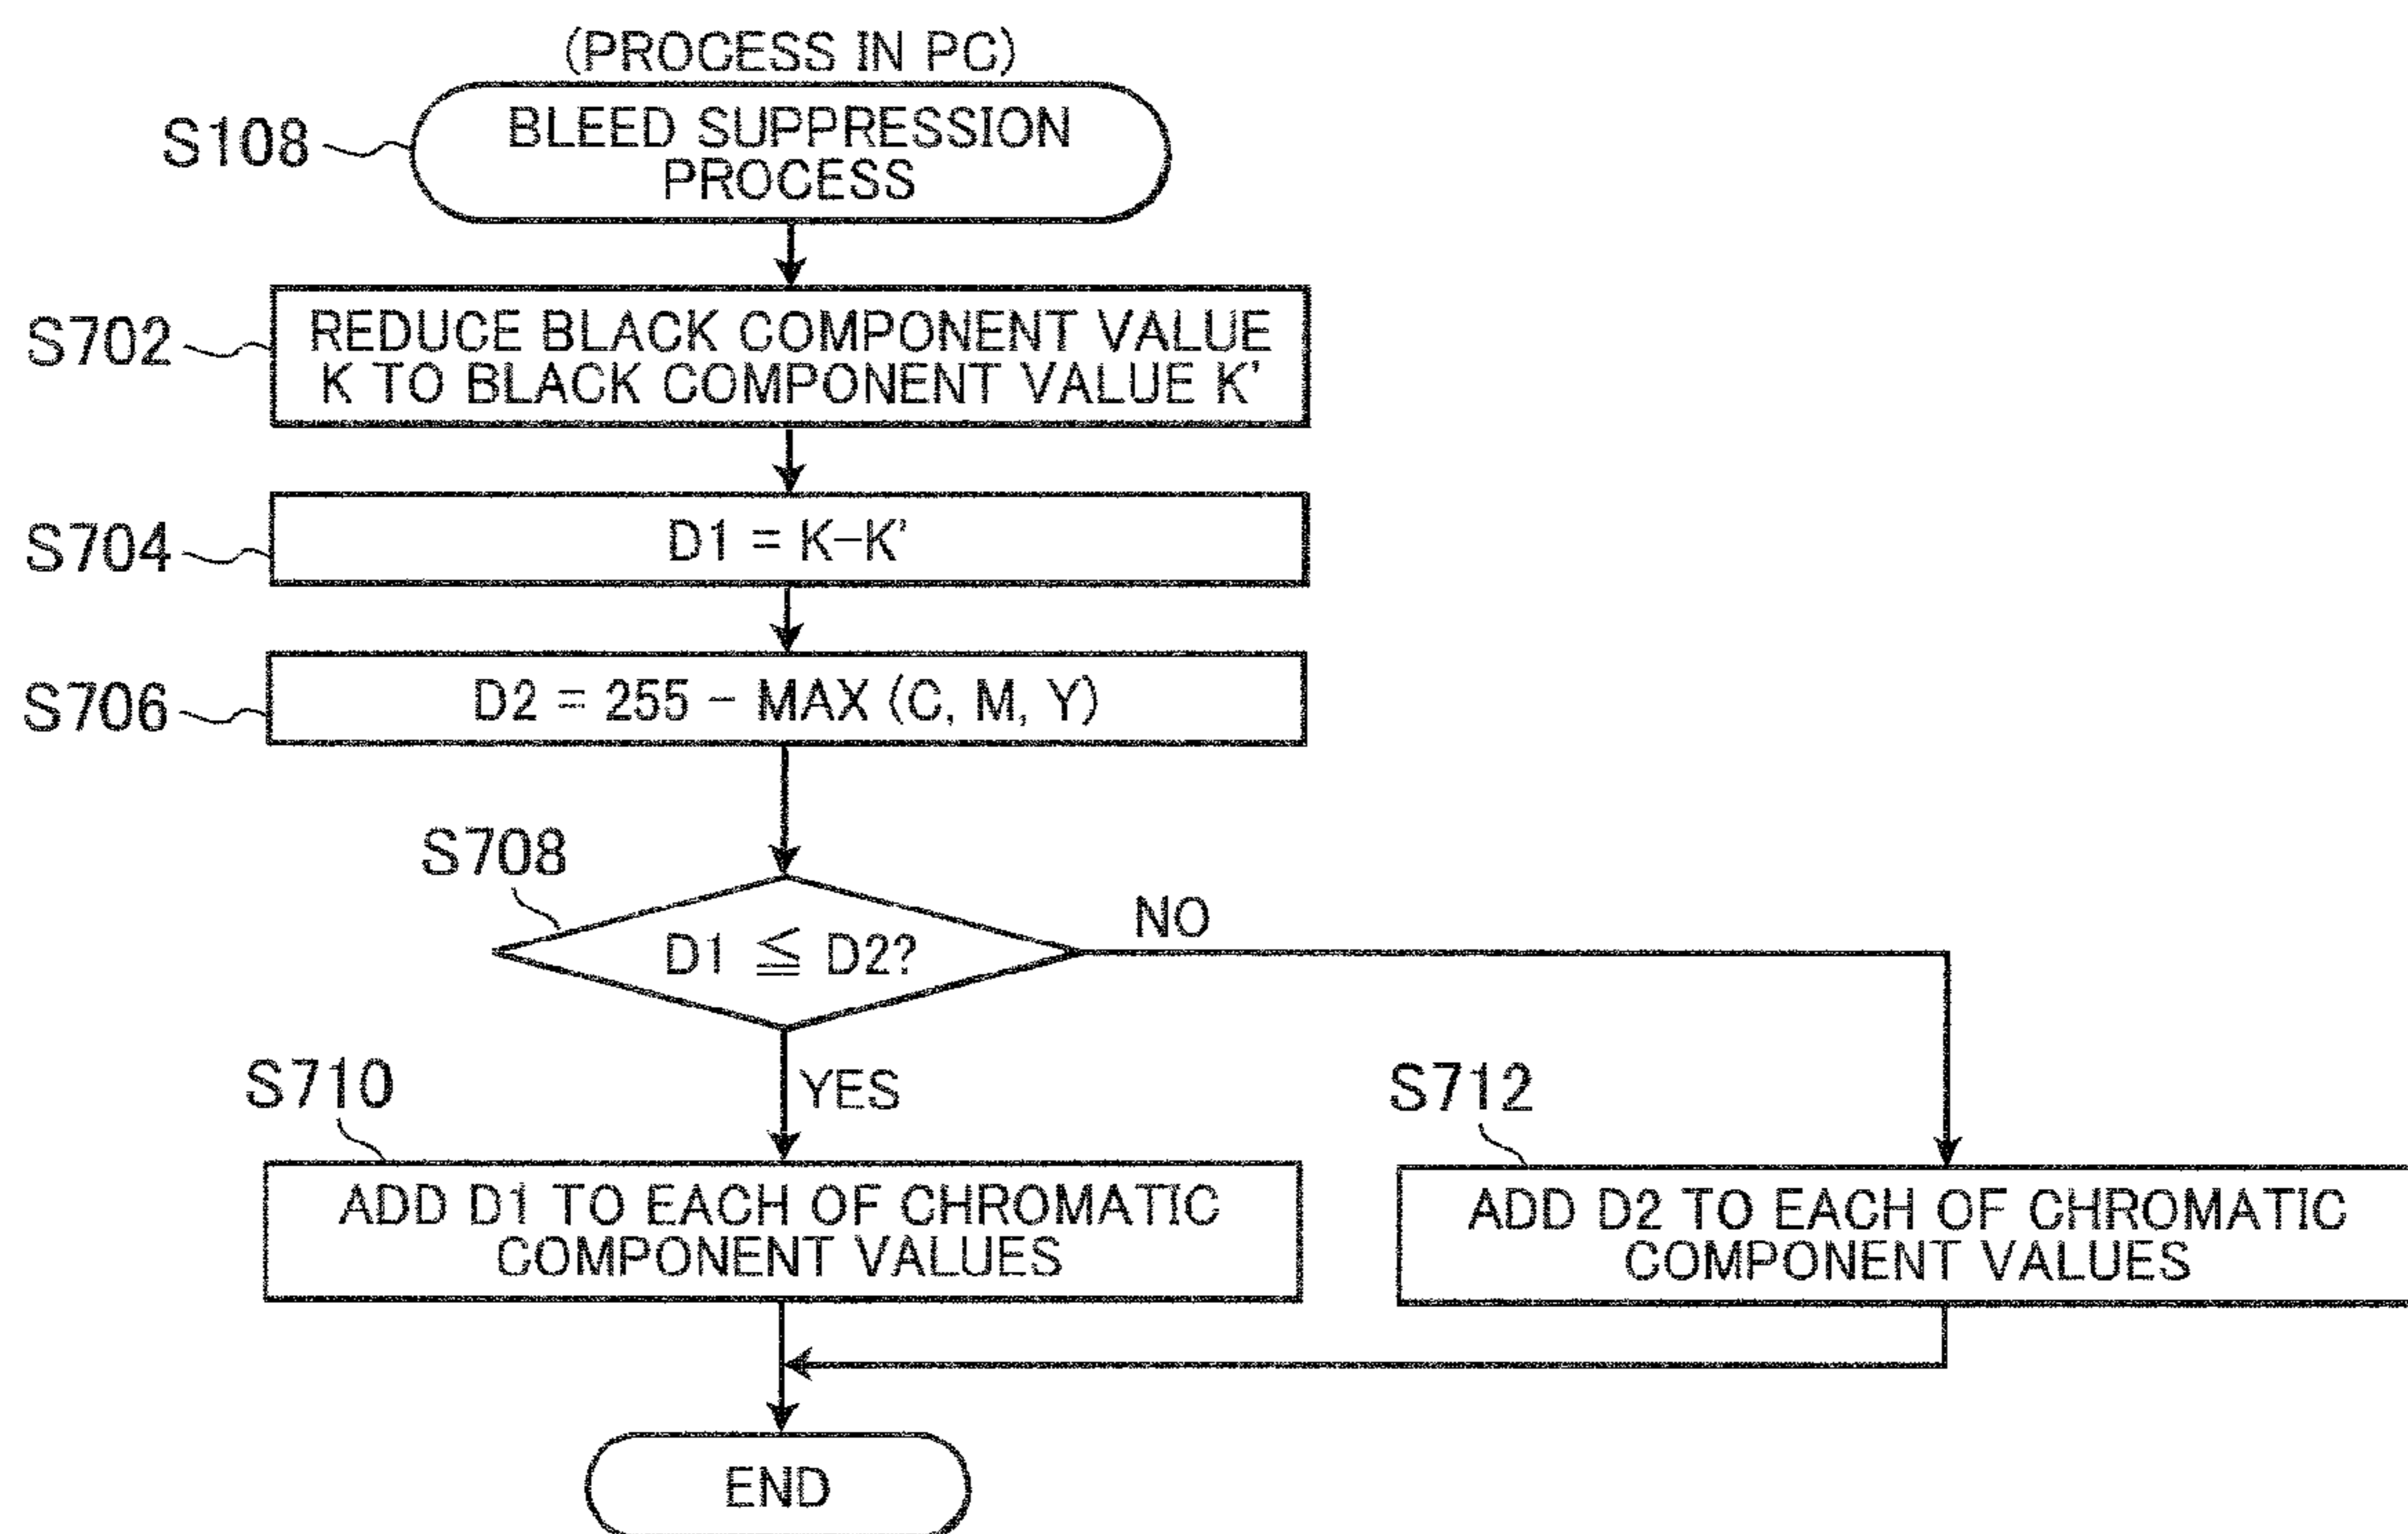 (PROCESS IN PC)
S108
BLEED SUPPRESSION
PROCESS
S702
REDUCE BLACK COMPONENT VALUE
K TO BLACK COMPONENT VALUE K'
S704
D1 = K-K'
S706
D2 = 255 - MAX (C, M, Y)
S708
D1 ≦ D2?
NO
YES
S710
ADD D1 TO EACH OF CHROMATIC
COMPONENT VALUES
S712
ADD D2 TO EACH OF CHROMATIC
COMPONENT VALUES
END